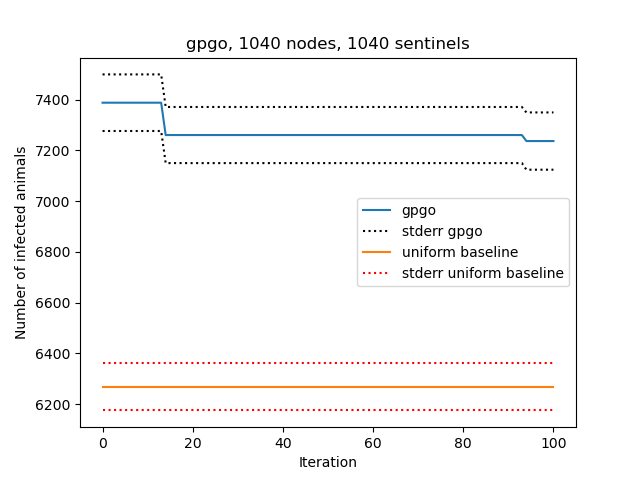 gpgo, 1040 nodes, 1040 sentinels
Number of infected animals
7400
7200
7000
6800
6600
6400
6200
gpgo
stderr gpgo
uniform baseline
stderr uniform baseline
0 20 40 60 80 100
Iteration